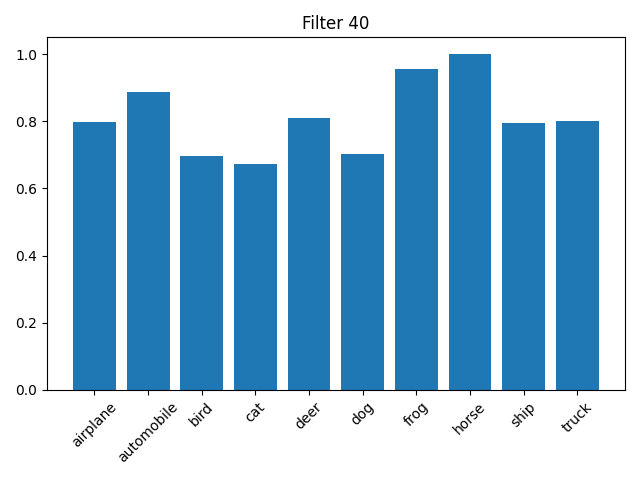 Filter 40
1.0
0.8
0.6
0.4
0.2
0.0
airplane
automobile
bird
cat
deer
dog
frog
horse
ship
truck